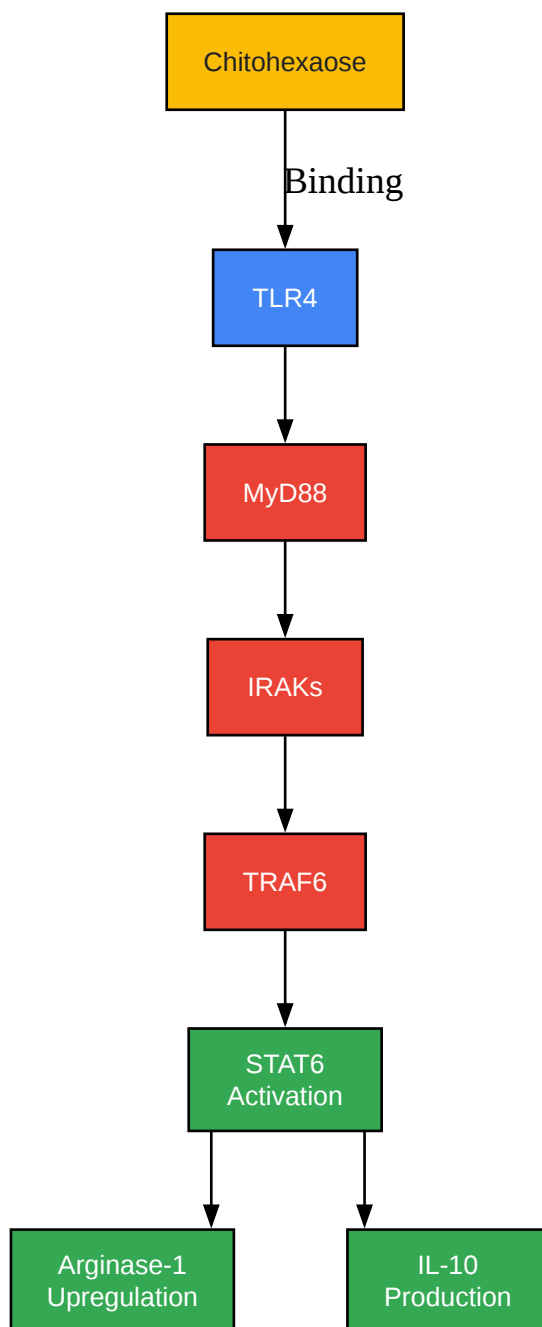 Chitohexaose
Binding
TLR4
MyD88
IRAKs
TRAF6
STAT6
Activation
Arginase-1
Upregulation
IL-10
Production